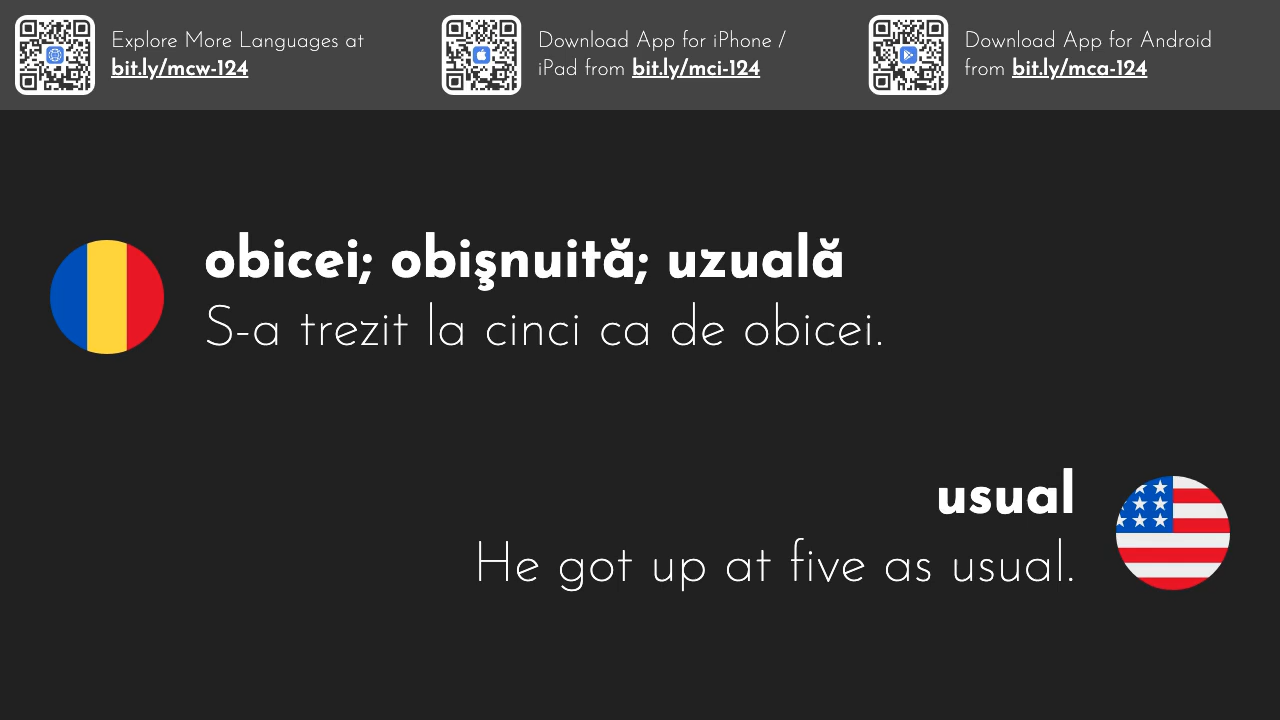 Explore More Languages at
bit.ly/mcw-124
Download App for iPhone /
iPad from bit.ly/mci-124
Download App for Android
from bit.ly/mca-124
obicei; obişnuită; uzuală
S-a trezit la cinci ca de obicei.
usual
He got up at five as usual.